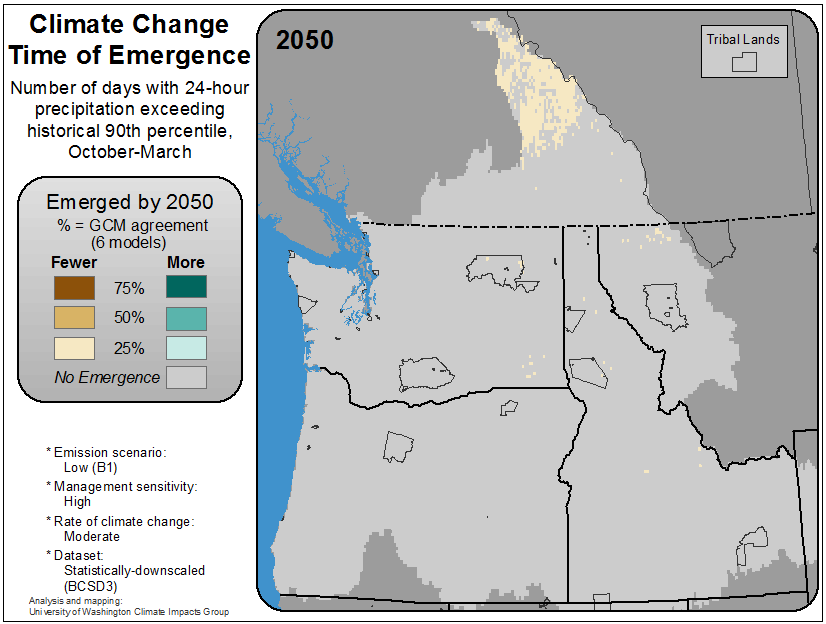 Climate Change
Time of Emergence
Number of days with 24-hour
precipitation exceeding
historical 90th percentile,
October-March
Emerged by 2050
% = GCM agreement
(6 models)
Fewer More
75%
50%
25%
No Emergence
* Emission scenario:
Low (B1)
* Management sensitivity:
High
* Rate of climate change:
Moderate
* Dataset:
Statistically-downscaled
(BCSD3)
Analysis and mapping:
University of Washington Climate Impacts Group
2050
Tribal Lands